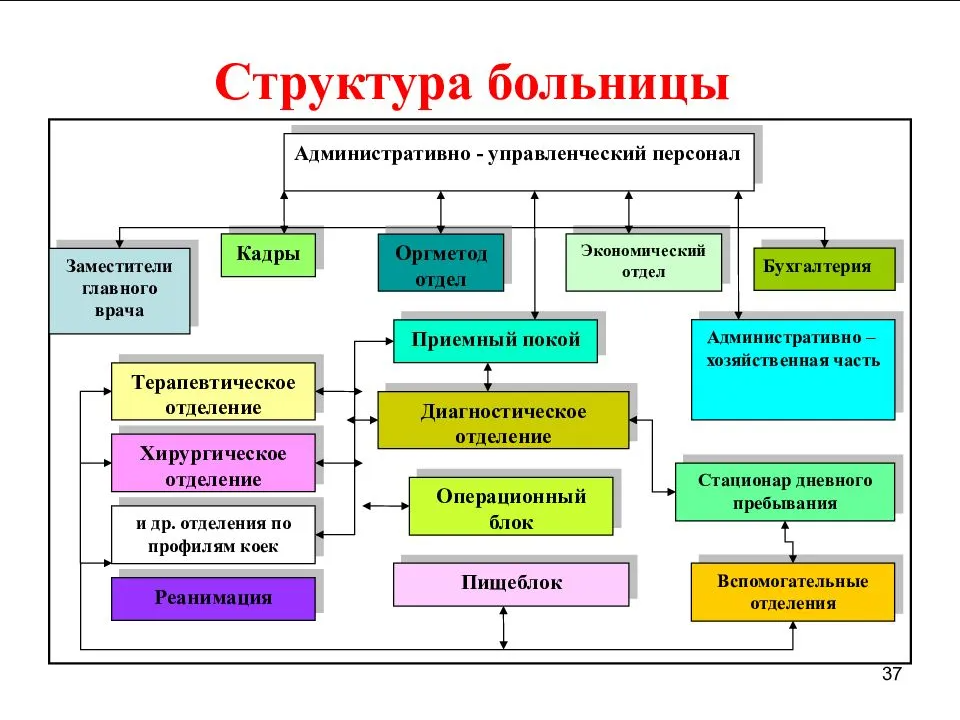 Структура больницы
Административно - управленческий персонал
Заместители
главного
врача
Кадры
Оргметод
отдел
Экономический
отдел
Бухгалтерия
Приемный покой
Административно –
хозяйственная часть
Терапевтическое
отделение
Диагностическое
отделение
Хирургическое
отделение
Операционный
блок
Стационар дневного
пребывания
и др. отделения по
профилям коек
Реанимация
Пищеблок
Вспомогательные
отделения
37